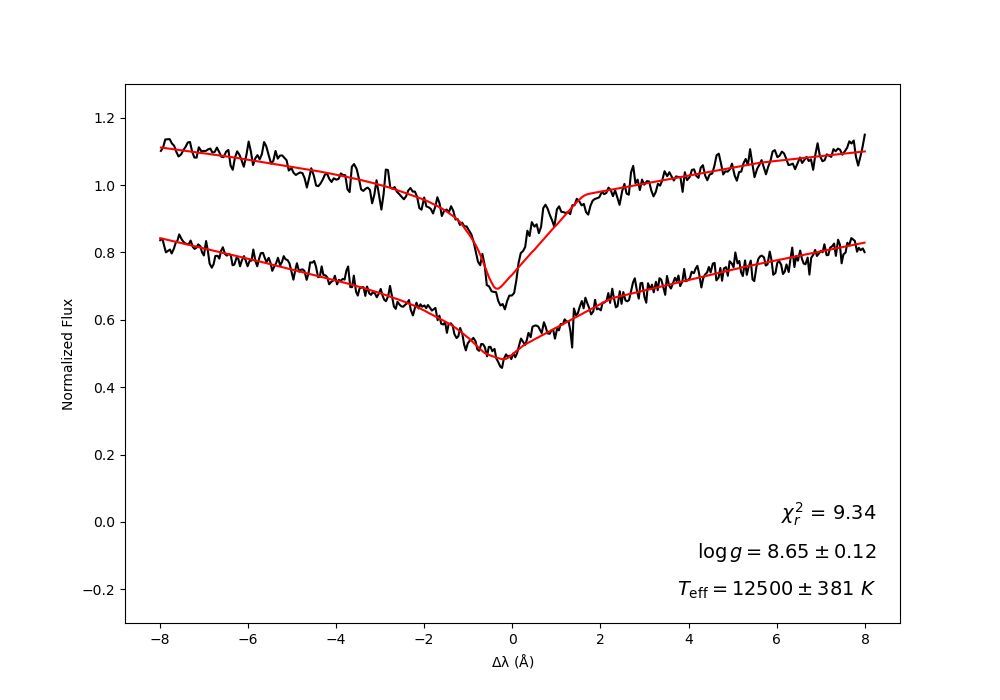 1.2
1.0
0.8
0.6
0.4
0.2
0.0
−0.2
Normalized Flux
χ²ᵣ = 9.34
log g = 8.65 ± 0.12
T_eff = 12500 ± 381 K
−8 −6 −4 −2 0 2 4 6 8
Δλ (Å)